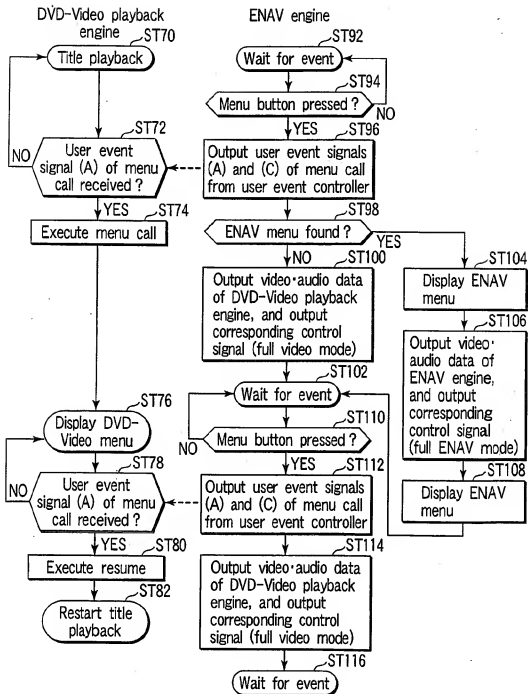 DVD-Video playback
engine
ST70
Title playback
ST72
User event
signal (A) of menu
call received?
NO
YES
ST74
Execute menu call
ST76
Display DVD-
Video menu
ST78
User event
signal (A) of menu
call received?
NO
YES
ST80
Execute resume
ST82
Restart title
playback
ENAV engine
ST92
Wait for event
ST94
Menu button pressed?
NO
YES
ST96
Output user event signals
(A) and (C) of menu call
from user event controller
ST98
ENAV menu found?
YES
NO
ST100
Output video·audio data
of DVD-Video playback
engine, and output
corresponding control
signal (full video mode)
ST102
Wait for event
ST110
Menu button pressed?
NO
YES
ST112
Output user event signals
(A) and (C) of menu call
from user event controller
ST114
Output video·audio data
of DVD-Video playback
engine, and output
corresponding control
signal (full video mode)
ST116
Wait for event
ST104
Display ENAV
menu
ST106
Output video·
audio data of
ENAV engine,
and output
corresponding
control signal
(full ENAV mode)
ST108
Display ENAV
menu